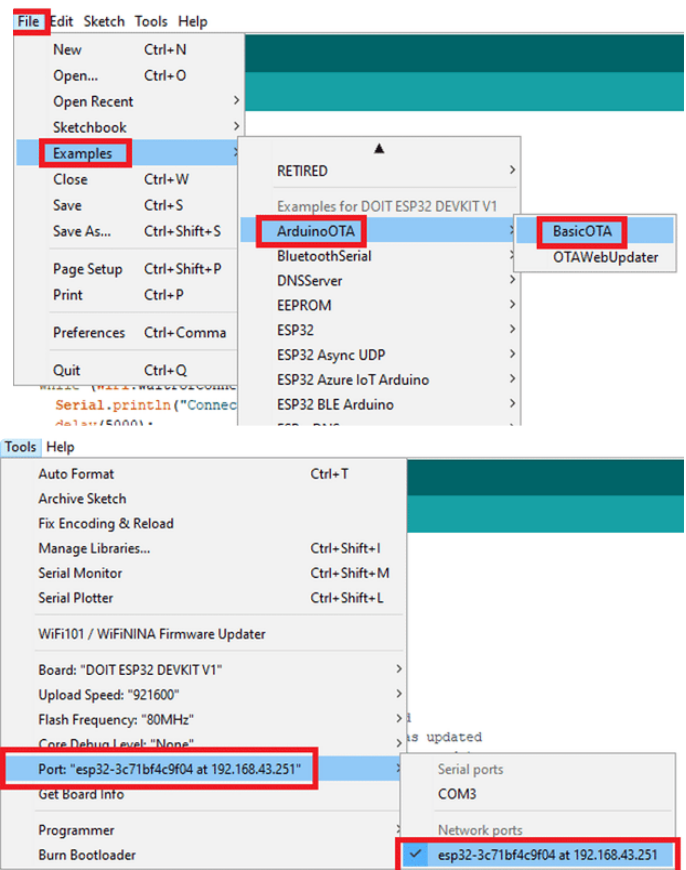 File Edit Sketch Tools Help
New Ctrl+N
Open... Ctrl+O
Open Recent >
Sketchbook >
Examples >
Close Ctrl+W
Save Ctrl+S
Save As... Ctrl+Shift+S
Page Setup Ctrl+Shift+P
Print Ctrl+P
Preferences Ctrl+Comma
Quit Ctrl+Q
RETIRED >
Examples for DOIT ESP32 DEVKIT V1
ArduinoOTA >
BluetoothSerial >
DNSServer >
EEPROM >
ESP32 >
ESP32 Async UDP >
ESP32 Azure IoT Arduino >
ESP32 BLE Arduino >
BasicOTA
OTAWebUpdater
Serial.println("Connec
delay(5000);
Tools Help
Auto Format Ctrl+T
Archive Sketch
Fix Encoding & Reload
Manage Libraries... Ctrl+Shift+I
Serial Monitor Ctrl+Shift+M
Serial Plotter Ctrl+Shift+L
WiFi101 / WiFiNINA Firmware Updater
Board: "DOIT ESP32 DEVKIT V1" >
Upload Speed: "921600" >
Flash Frequency: "80MHz" >
Core Debug Level: "None" >
Port: "esp32-3c71bf4c9f04 at 192.168.43.251" >
Get Board Info
Programmer >
Burn Bootloader
is updated
Serial ports
COM3
Network ports
esp32-3c71bf4c9f04 at 192.168.43.251